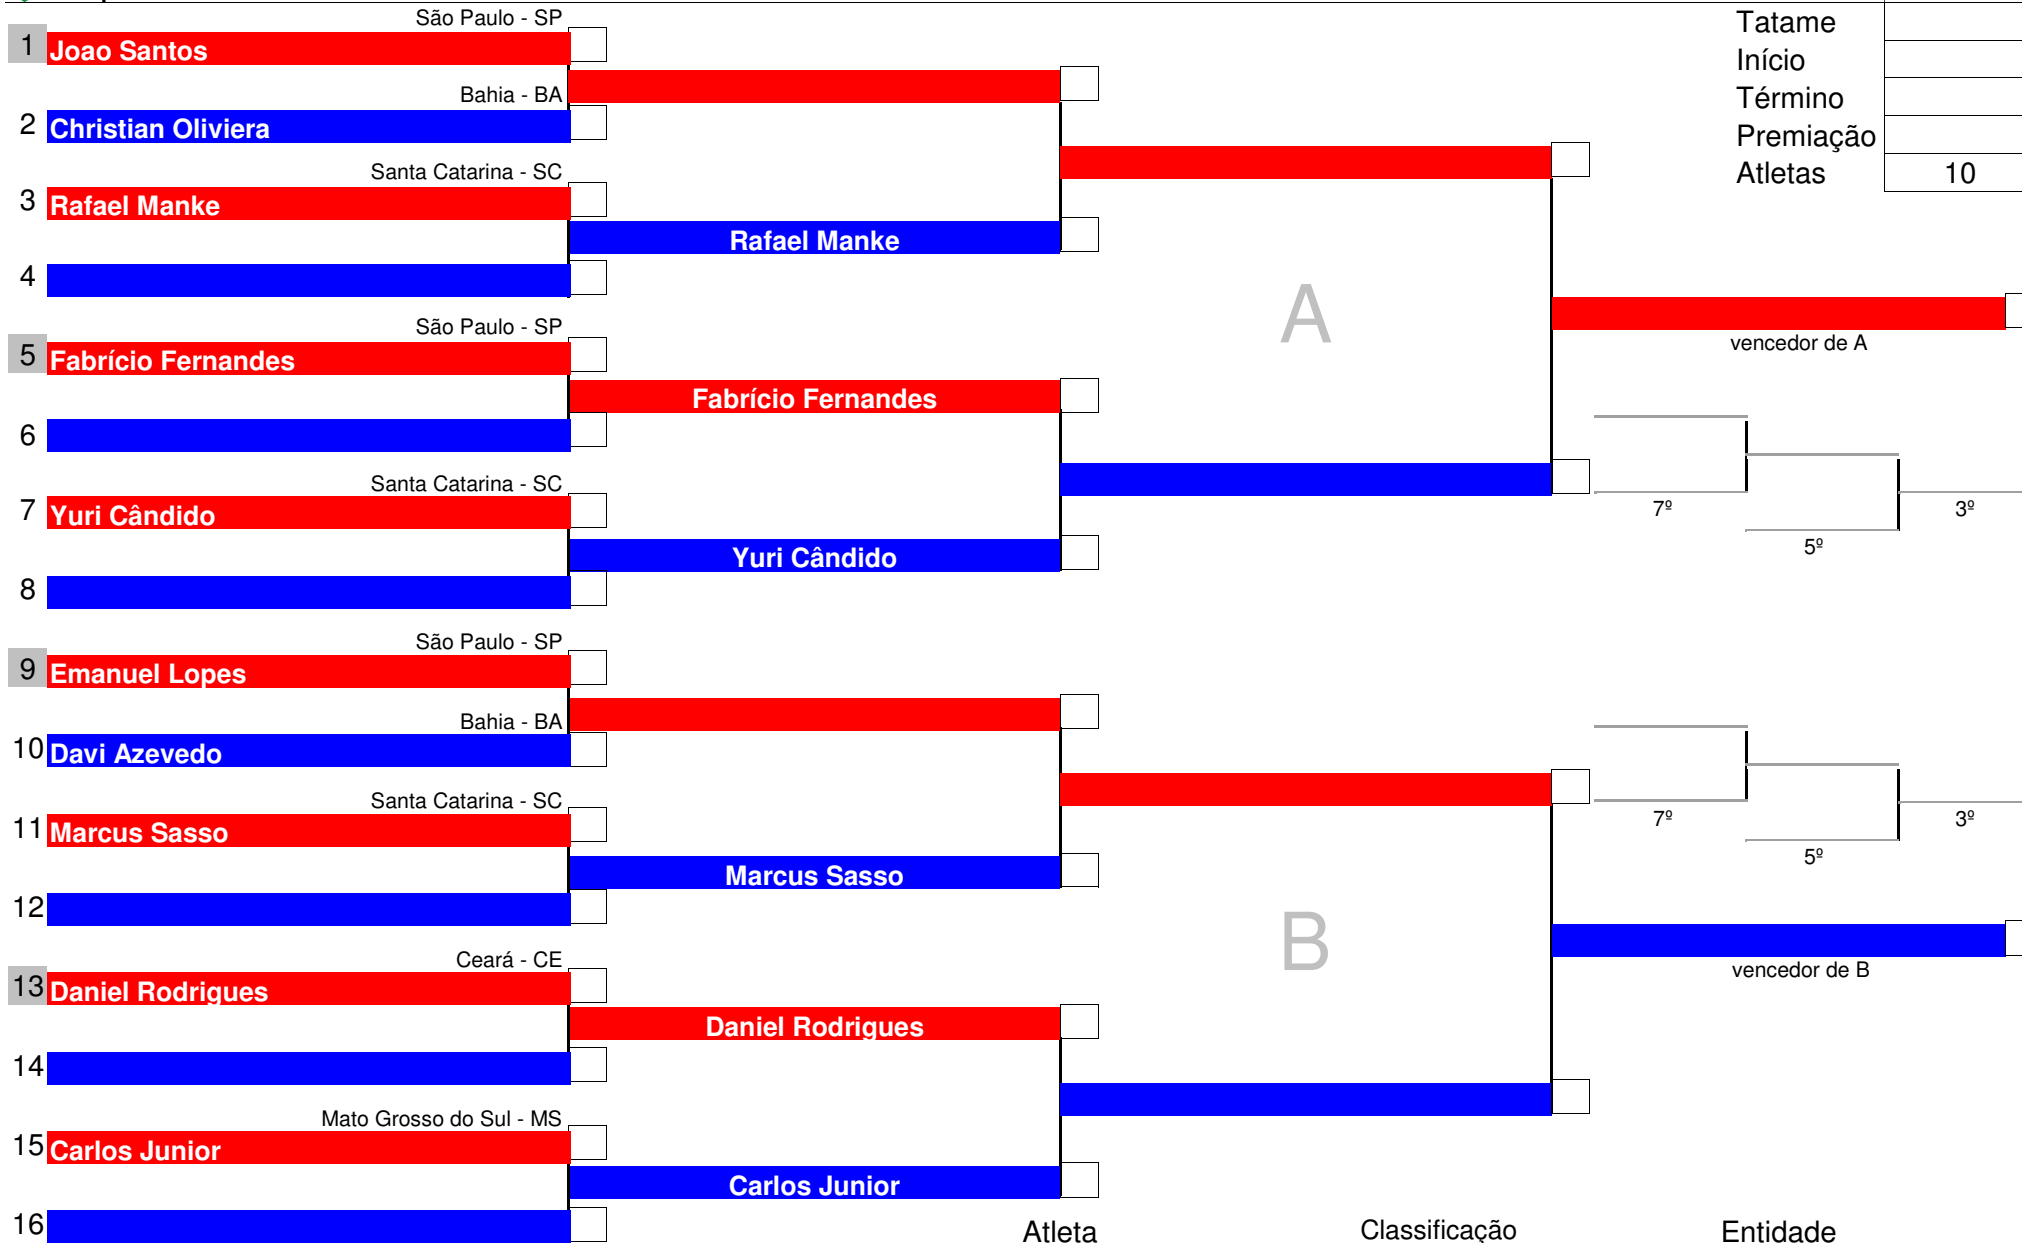 São Paulo - SP
1 Joao Santos
Bahia - BA
2 Christian Oliviera
Santa Catarina - SC
3 Rafael Manke
Rafael Manke
4
São Paulo - SP
5 Fabrício Fernandes
Fabrício Fernandes
6
Santa Catarina - SC
7 Yuri Cândido
Yuri Cândido
8
São Paulo - SP
9 Emanuel Lopes
Bahia - BA
10 Davi Azevedo
Santa Catarina - SC
11 Marcus Sasso
Marcus Sasso
12
Ceará - CE
13 Daniel Rodrigues
Daniel Rodrigues
14
Mato Grosso do Sul - MS
15 Carlos Junior
Carlos Junior
16
A
B
Tatame
Início
Término
Premiação
Atletas 10
vencedor de A
7º
3º
5º
7º
3º
5º
vencedor de B
Atleta Classificação Entidade